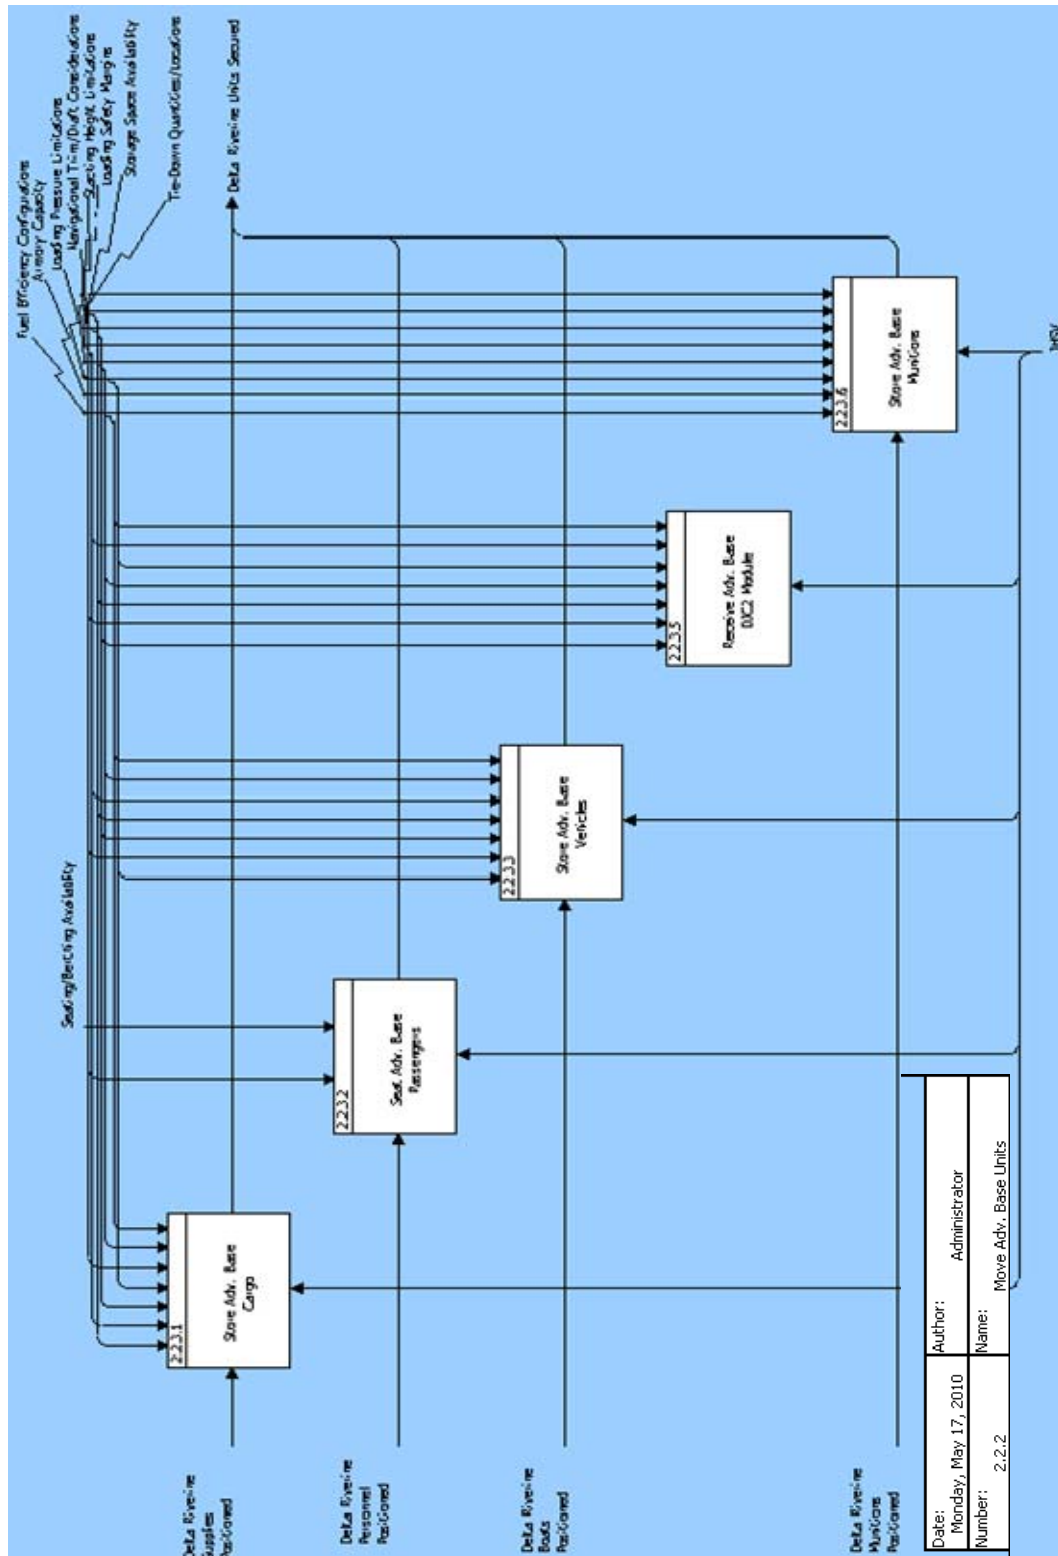 Fuel Efficiency Configurations
Armory Capacity
Loading Pressure Limitations
Navigational Trim/Draft Considerations
Stacking Height Limitations
Loading Safety Margins
Storage Space Availability
Tie-Down Quantities/Locations
Seating/Berthing Availability
Delta Riverine Units Secured
Delta Riverine
Supplies
Positioned
2.2.3.1
Store Adv. Base
Cargo
Delta Riverine
Personnel
Positioned
2.2.3.2
Seat Adv. Base
Passengers
Delta Riverine
Boats
Positioned
2.2.3.3
Store Adv. Base
Vehicles
2.2.3.5
Receive Adv. Base
DJC2 Module
Delta Riverine
Munitions
Positioned
2.2.3.6
Store Adv. Base
Munitions
Date:
Monday, May 17, 2010
Author:
Administrator
Number:
2.2.2
Name:
Move Adv. Base Units